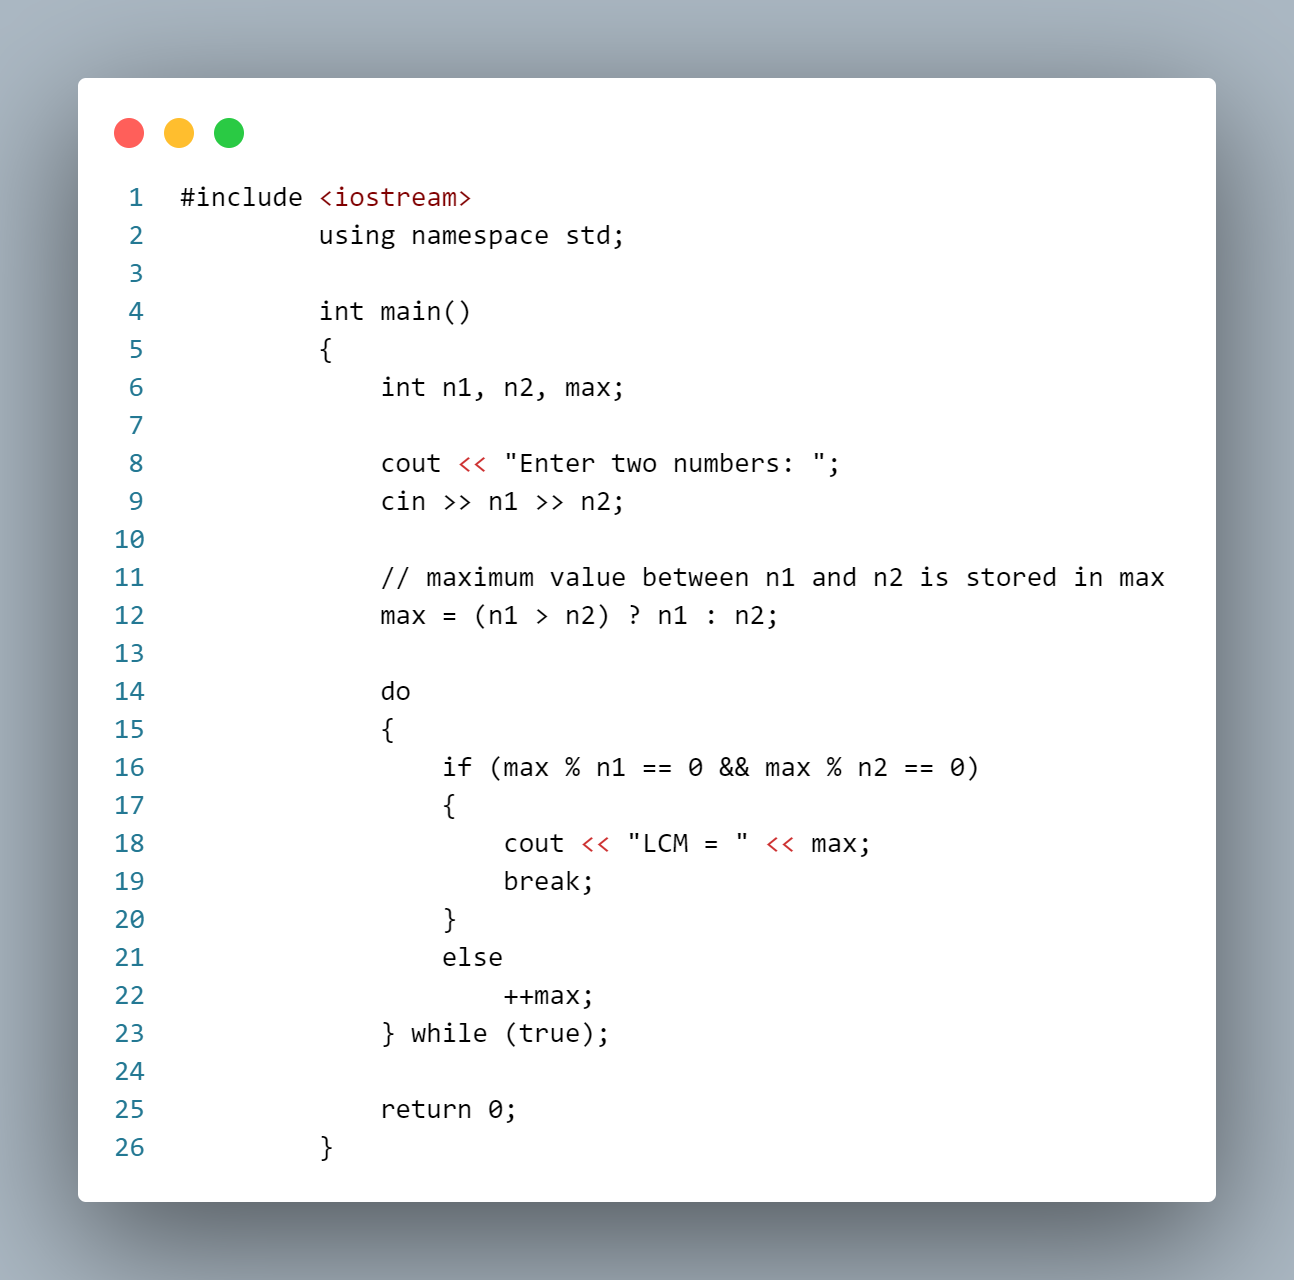 1 #include <iostream>
2 using namespace std;
3
4 int main()
5 {
6 int n1, n2, max;
7
8 cout << "Enter two numbers: ";
9 cin >> n1 >> n2;
10
11 // maximum value between n1 and n2 is stored in max
12 max = (n1 > n2) ? n1 : n2;
13
14 do
15 {
16 if (max % n1 == 0 && max % n2 == 0)
17 {
18 cout << "LCM = " << max;
19 break;
20 }
21 else
22 ++max;
23 } while (true);
24
25 return 0;
26 }